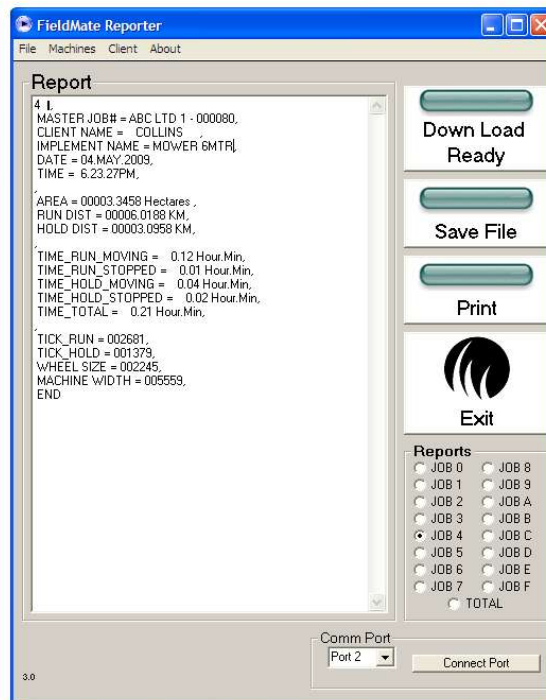 FieldMate Reporter
File Machines Client About
Report
4 l,
MASTER JOB# = ABC LTD 1 - 000080,
CLIENT NAME = COLLINS ,
IMPLEMENT NAME = MOWER 6MTR,
DATE = 04.MAY.2009,
TIME = 6.23.27PM,
,
AREA = 00003.3458 Hectares ,
RUN DIST = 00006.0188 KM,
HOLD DIST = 00003.0958 KM,
,
TIME_RUN_MOVING = 0.12 Hour.Min,
TIME_RUN_STOPPED = 0.01 Hour.Min,
TIME_HOLD_MOVING = 0.04 Hour.Min,
TIME_HOLD_STOPPED = 0.02 Hour.Min,
TIME_TOTAL = 0.21 Hour.Min,
,
TICK_RUN = 002681,
TICK_HOLD = 001379,
WHEEL SIZE = 002245,
MACHINE WIDTH = 005559,
END
Down Load
Ready
Save File
Print
Exit
Reports
JOB 0 JOB 8
JOB 1 JOB 9
JOB 2 JOB A
JOB 3 JOB B
JOB 4 JOB C
JOB 5 JOB D
JOB 6 JOB E
JOB 7 JOB F
TOTAL
Comm Port
Port 2
Connect Port
3.0